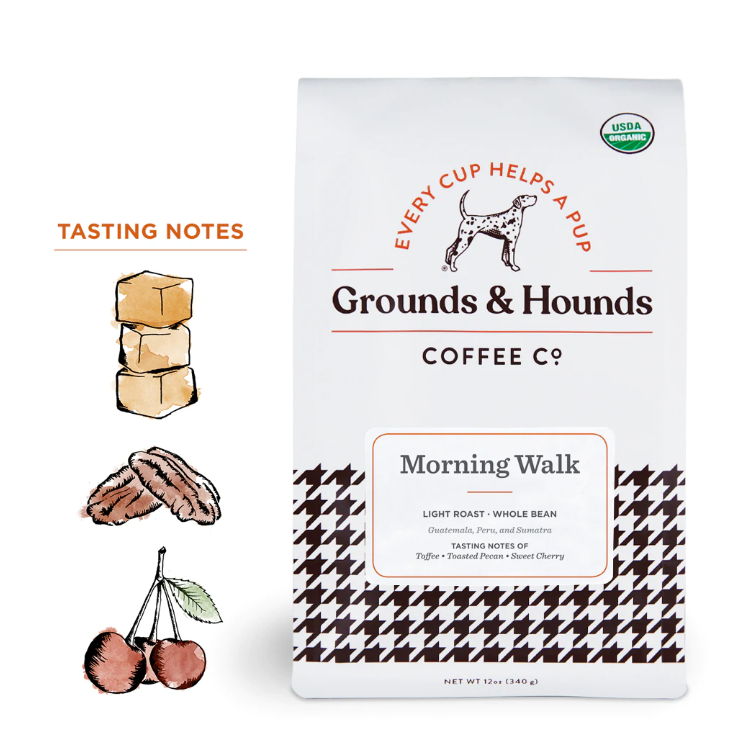 TASTING NOTES
USDA
ORGANIC
EVERY CUP HELPS A PUP
®
Grounds & Hounds
COFFEE Cº
Morning Walk
LIGHT ROAST · WHOLE BEAN
Guatemala, Peru, and Sumatra
TASTING NOTES OF
Toffee • Toasted Pecan • Sweet Cherry
NET WT 12oz (340 g)